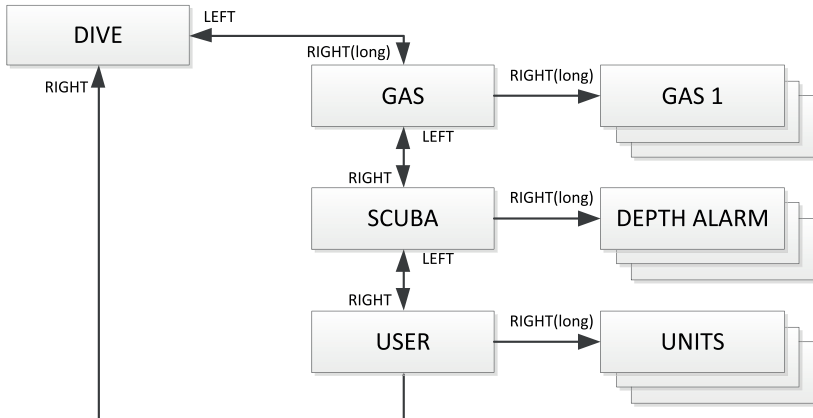 LEFT
DIVE
RIGHT(long)
RIGHT
GAS
RIGHT(long)
GAS 1
LEFT
RIGHT
SCUBA
RIGHT(long)
DEPTH ALARM
LEFT
RIGHT
USER
RIGHT(long)
UNITS